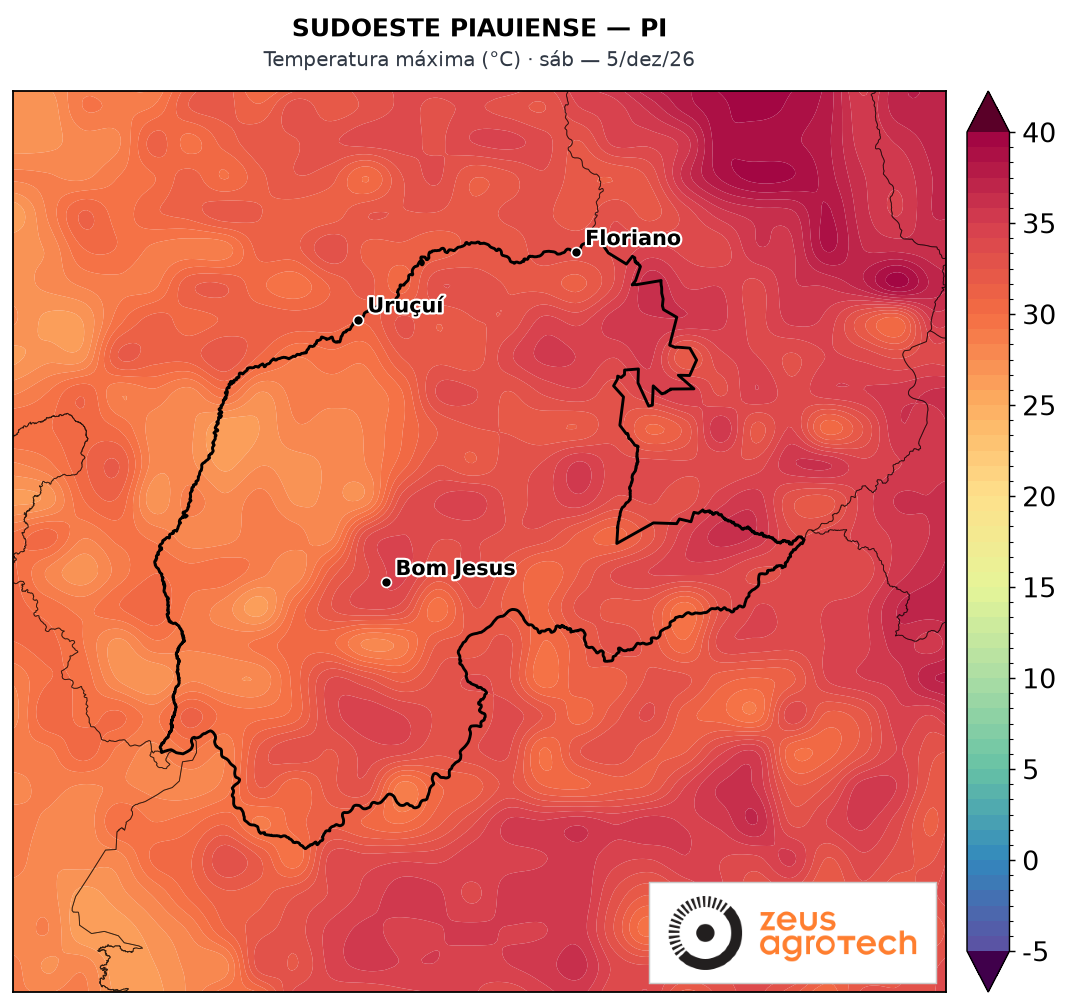 SUDOESTE PIAUIENSE — PI
Temperatura máxima (°C) · sáb — 5/dez/26
Floriano
Uruçuí
Bom Jesus
40
35
30
25
20
15
10
5
0
-5
zeus
agrotech